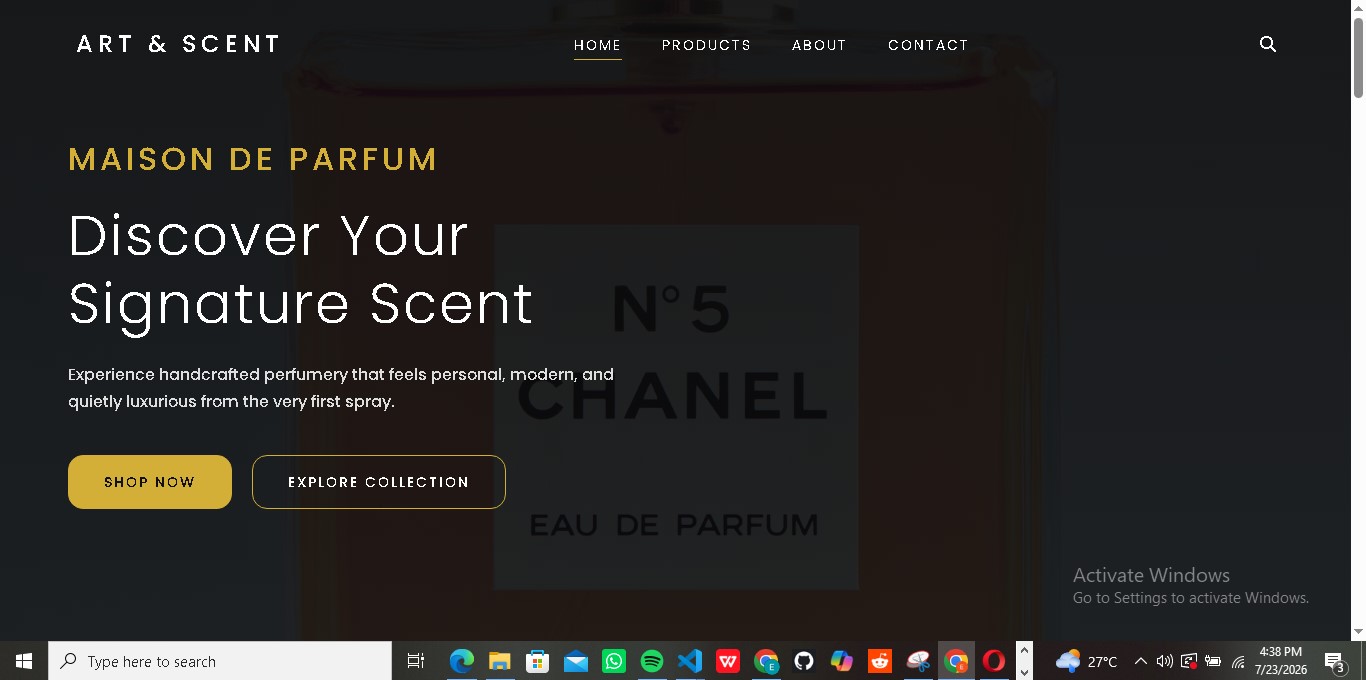 ART & SCENT
HOME PRODUCTS ABOUT CONTACT
MAISON DE PARFUM
Discover Your
Signature Scent
Experience handcrafted perfumery that feels personal, modern, and
quietly luxurious from the very first spray.
SHOP NOW EXPLORE COLLECTION
N°5
CHANEL
EAU DE PARFUM
Activate Windows
Go to Settings to activate Windows.
Type here to search
E
27°C
4:38 PM
7/23/2026
3